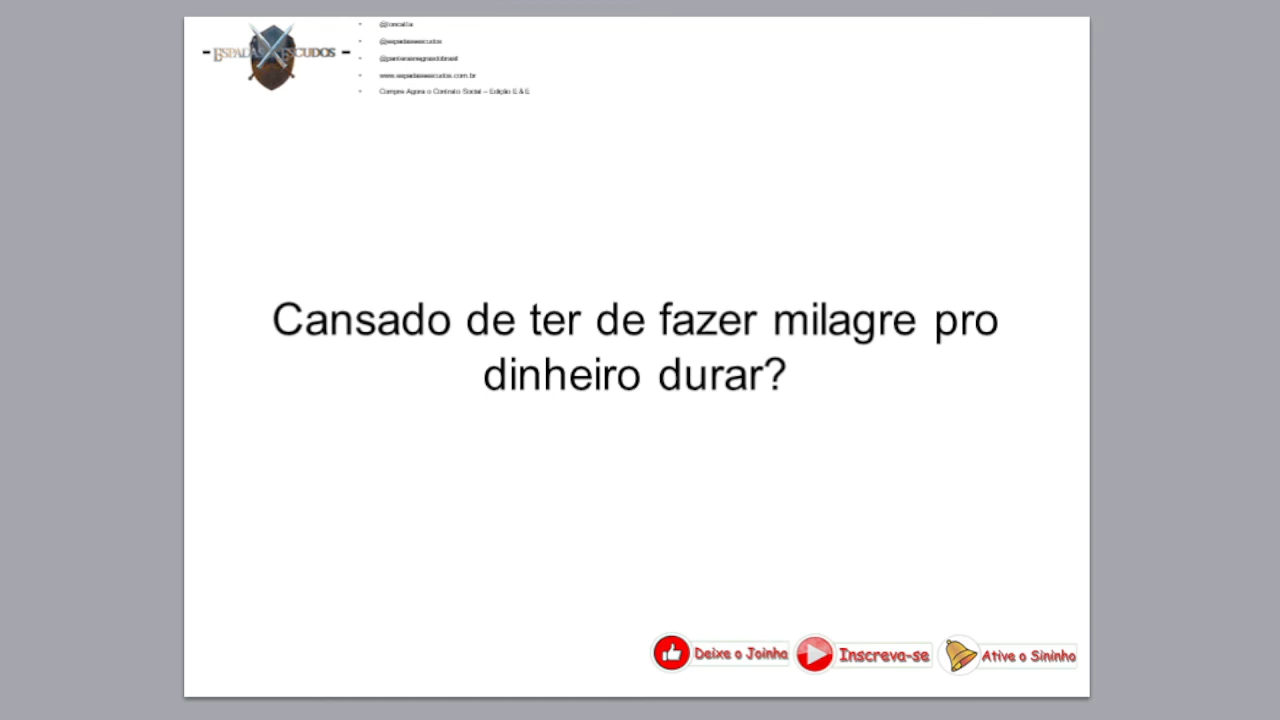 ESPADAS ESCUDOS
@espadaseescudos
www.espadaseescudos.com.br
Compre Agora o Contrato Social – Edição E & E
Cansado de ter de fazer milagre pro
dinheiro durar?
Deixe o Joinha
Inscreva-se
Ative o Sininho